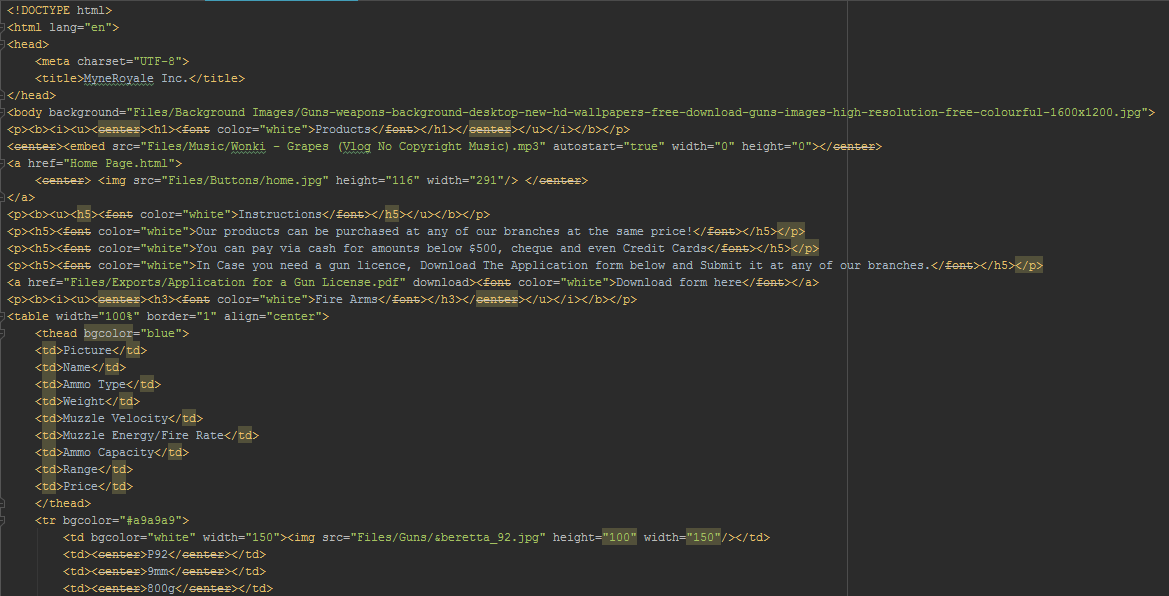 <!DOCTYPE html>
<html lang="en">
<head>
    <meta charset="UTF-8">
    <title>MyneRoyale Inc.</title>
</head>
<body background="Files/Background Images/Guns-weapons-background-desktop-new-hd-wallpapers-free-download-guns-images-high-resolution-free-colourful-1600x1200.jpg">
<p><b><i><u><center><h1><font color="white">Products</font></h1></center></u></i></b></p>
<center><embed src="Files/Music/Wonki - Grapes (Vlog No Copyright Music).mp3" autostart="true" width="0" height="0"></center>
<a href="Home Page.html">
    <center> <img src="Files/Buttons/home.jpg" height="116" width="291"/> </center>
</a>
<p><b><u><h5><font color="white">Instructions</font></h5></u></b></p>
<p><h5><font color="white">Our products can be purchased at any of our branches at the same price!</font></h5></p>
<p><h5><font color="white">You can pay via cash for amounts below $500, cheque and even Credit Cards</font></h5></p>
<p><h5><font color="white">In Case you need a gun licence, Download The Application form below and Submit it at any of our branches.</font></h5></p>
<a href="Files/Exports/Application for a Gun License.pdf" download><font color="white">Download form here</font></a>
<p><b><i><u><center><h3><font color="white">Fire Arms</font></h3></center></u></i></b></p>
<table width="100%" border="1" align="center">
    <thead bgcolor="blue">
    <td>Picture</td>
    <td>Name</td>
    <td>Ammo Type</td>
    <td>Weight</td>
    <td>Muzzle Velocity</td>
    <td>Muzzle Energy/Fire Rate</td>
    <td>Ammo Capacity</td>
    <td>Range</td>
    <td>Price</td>
    </thead>
    <tr bgcolor="#a9a9a9">
        <td bgcolor="white" width="150"><img src="Files/Guns/&beretta_92.jpg" height="100" width="150"/></td>
        <td><center>P92</center></td>
        <td><center>9mm</center></td>
        <td><center>800g</center></td>